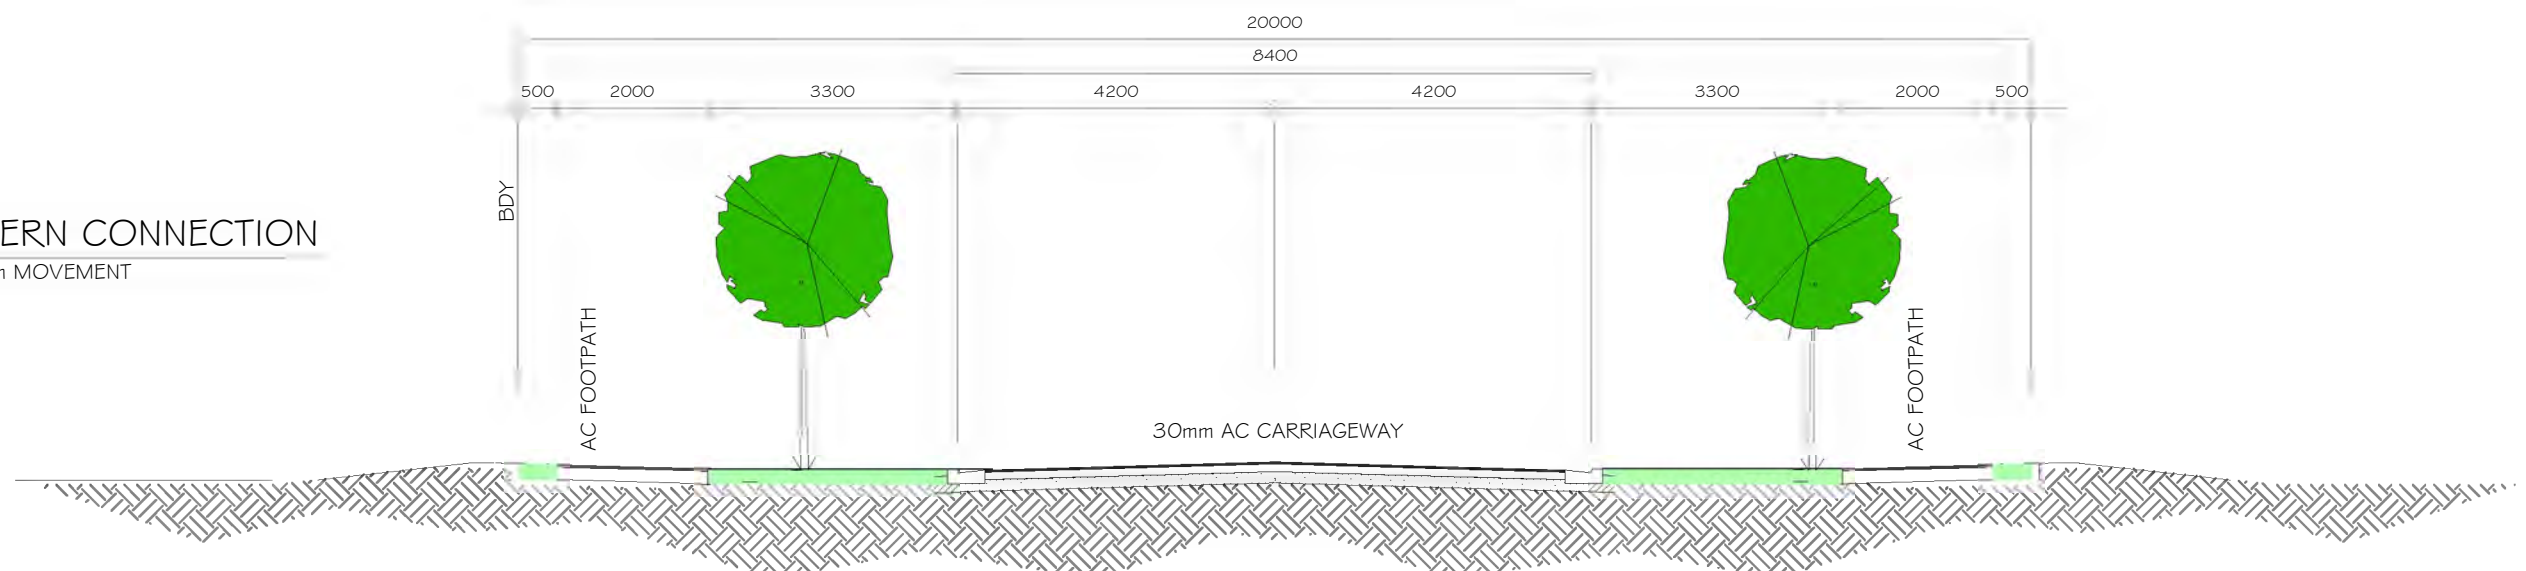 20000
8400
500 2000 3300 4200 4200 3300 2000 500
BDY
ERN CONNECTION
MOVEMENT
AC FOOTPATH
AC FOOTPATH
30mm AC CARRIAGEWAY